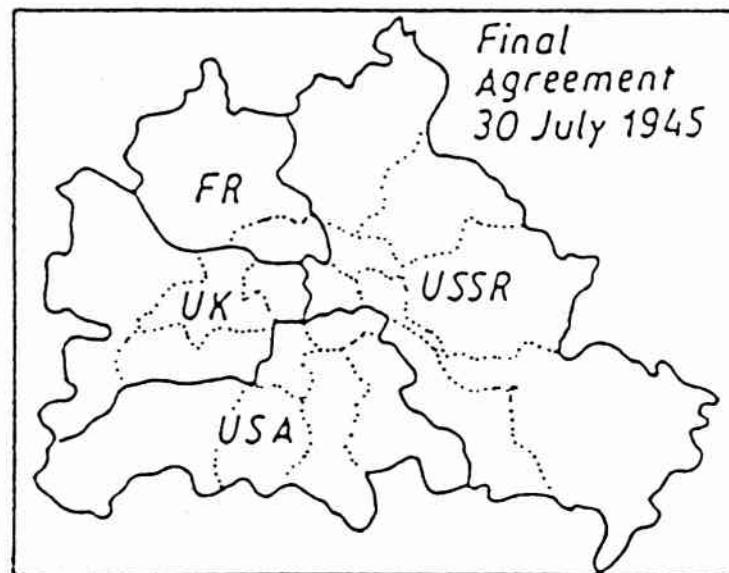 Final
Agreement
30 July 1945
FR
UK
USSR
USA